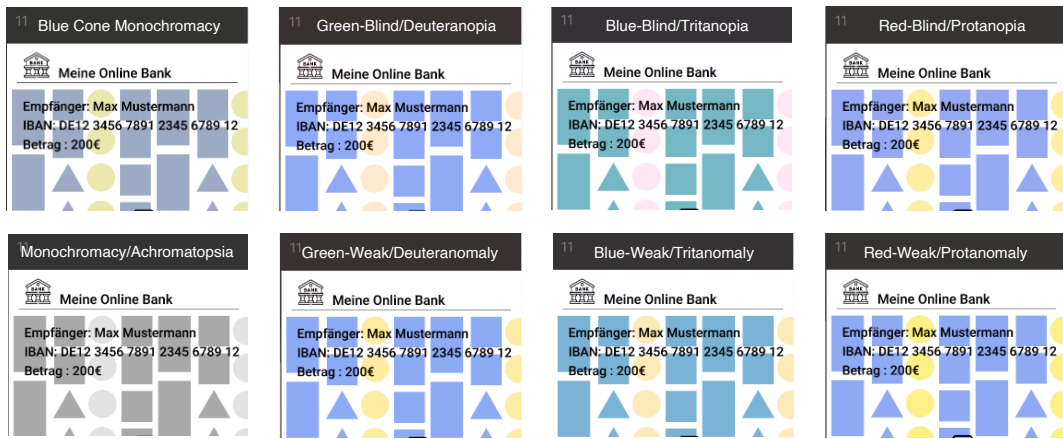 11 Blue Cone Monochromacy
BANK Meine Online Bank
Empfänger: Max Mustermann
IBAN: DE12 3456 7891 2345 6789 12
Betrag : 200€
11 Green-Blind/Deuteranopia
BANK Meine Online Bank
Empfänger: Max Mustermann
IBAN: DE12 3456 7891 2345 6789 12
Betrag : 200€
11 Blue-Blind/Tritanopia
BANK Meine Online Bank
Empfänger: Max Mustermann
IBAN: DE12 3456 7891 2345 6789 12
Betrag : 200€
11 Red-Blind/Protanopia
BANK Meine Online Bank
Empfänger: Max Mustermann
IBAN: DE12 3456 7891 2345 6789 12
Betrag : 200€
11 Monochromacy/Achromatopsia
BANK Meine Online Bank
Empfänger: Max Mustermann
IBAN: DE12 3456 7891 2345 6789 12
Betrag : 200€
11 Green-Weak/Deuteranomaly
BANK Meine Online Bank
Empfänger: Max Mustermann
IBAN: DE12 3456 7891 2345 6789 12
Betrag : 200€
11 Blue-Weak/Tritanomaly
BANK Meine Online Bank
Empfänger: Max Mustermann
IBAN: DE12 3456 7891 2345 6789 12
Betrag : 200€
11 Red-Weak/Protanomaly
BANK Meine Online Bank
Empfänger: Max Mustermann
IBAN: DE12 3456 7891 2345 6789 12
Betrag : 200€